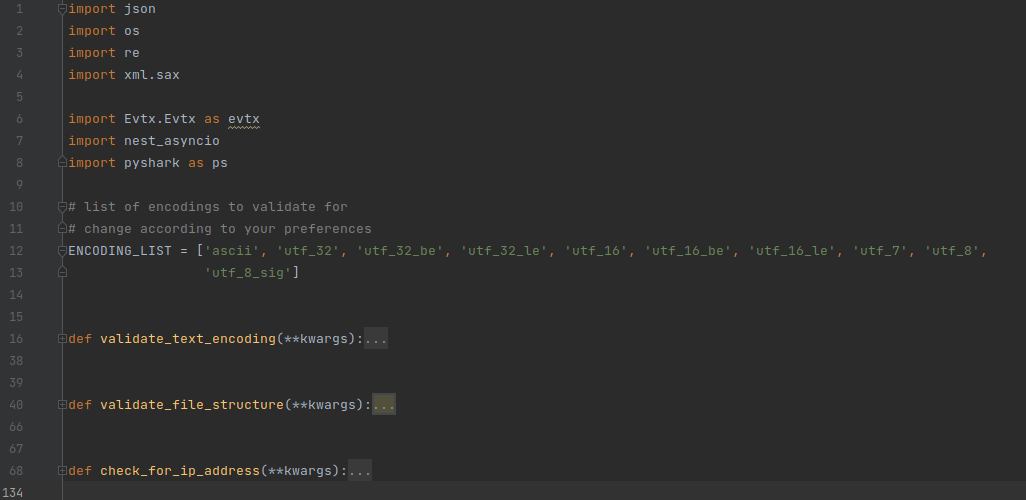 1 import json
2 import os
3 import re
4 import xml.sax
5
6 import Evtx.Evtx as evtx
7 import nest_asyncio
8 import pyshark as ps
9
10 # list of encodings to validate for
11 # change according to your preferences
12 ENCODING_LIST = ['ascii', 'utf_32', 'utf_32_be', 'utf_32_le', 'utf_16', 'utf_16_be', 'utf_16_le', 'utf_7', 'utf_8',
13 'utf_8_sig']
14
15
16 def validate_text_encoding(**kwargs):...
38
39
40 def validate_file_structure(**kwargs):...
66
67
68 def check_for_ip_address(**kwargs):...
134